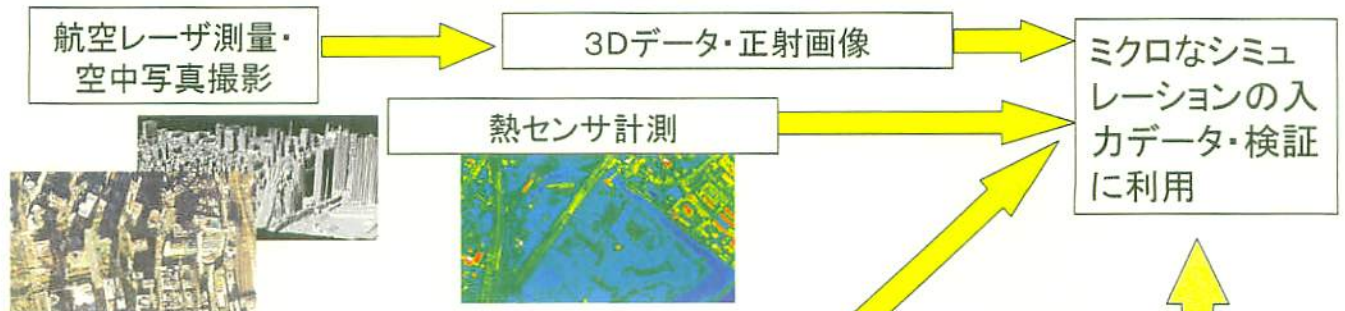 航空レーザ測量・
空中写真撮影
3Dデータ・正射画像
熱センサ計測
ミクロなシミュ
レーションの入
力データ・検証
に利用